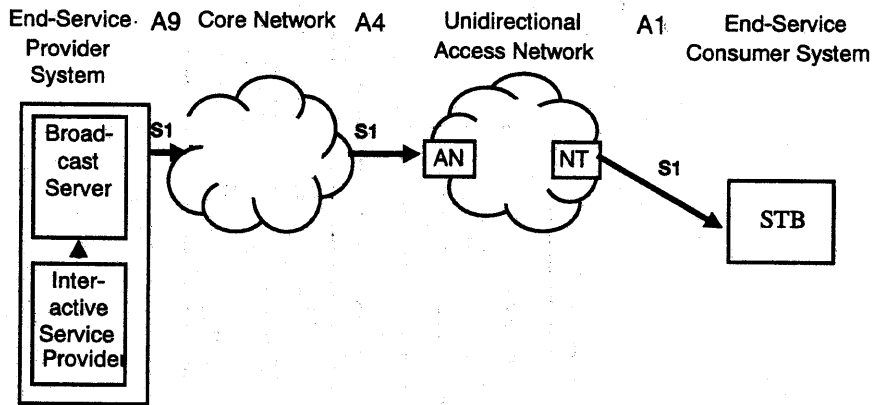 End-Service
Provider
System
A9
Core Network
A4
Unidirectional
Access Network
A1
End-Service
Consumer System
Broad-
cast
Server
Inter-
active
Service
Provider
S1
S1
AN
NT
S1
STB